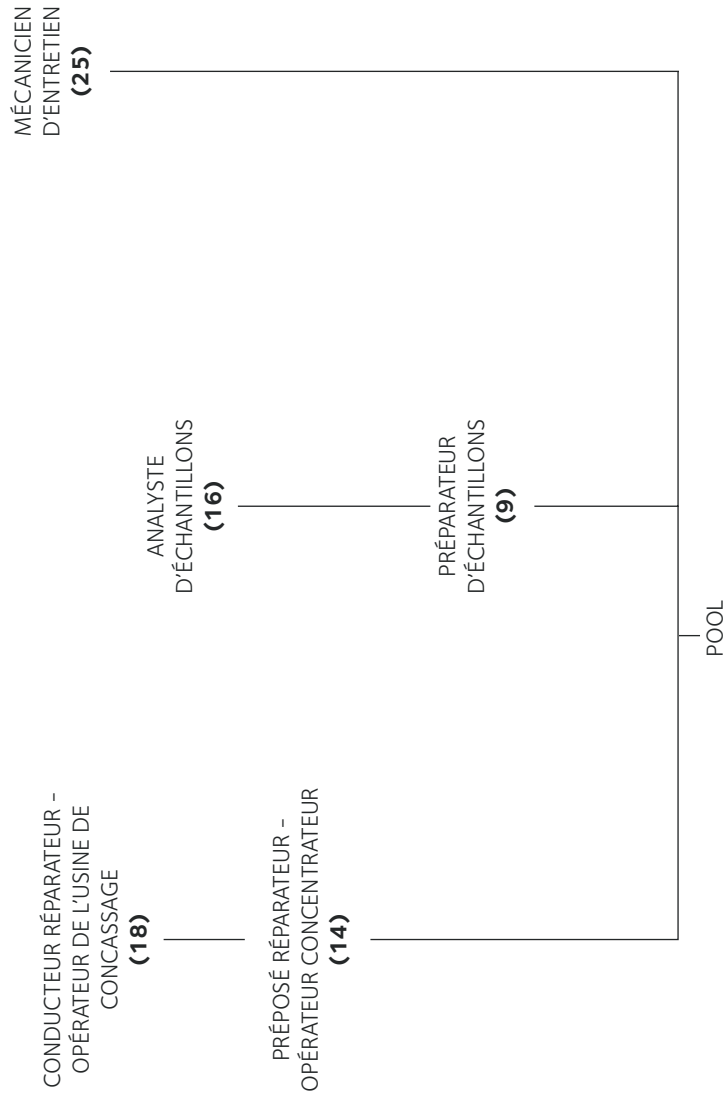 CONDUCTEUR RÉPARATEUR –
OPÉRATEUR DE L'USINE DE
CONCASSAGE
(18)
PRÉPOSÉ RÉPARATEUR –
OPÉRATEUR CONCENTRATEUR
(14)
ANALYSTE
D'ÉCHANTILLONS
(16)
PRÉPARATEUR
D'ÉCHANTILLONS
(9)
MÉCANICIEN
D'ENTRETIEN
(25)
POOL